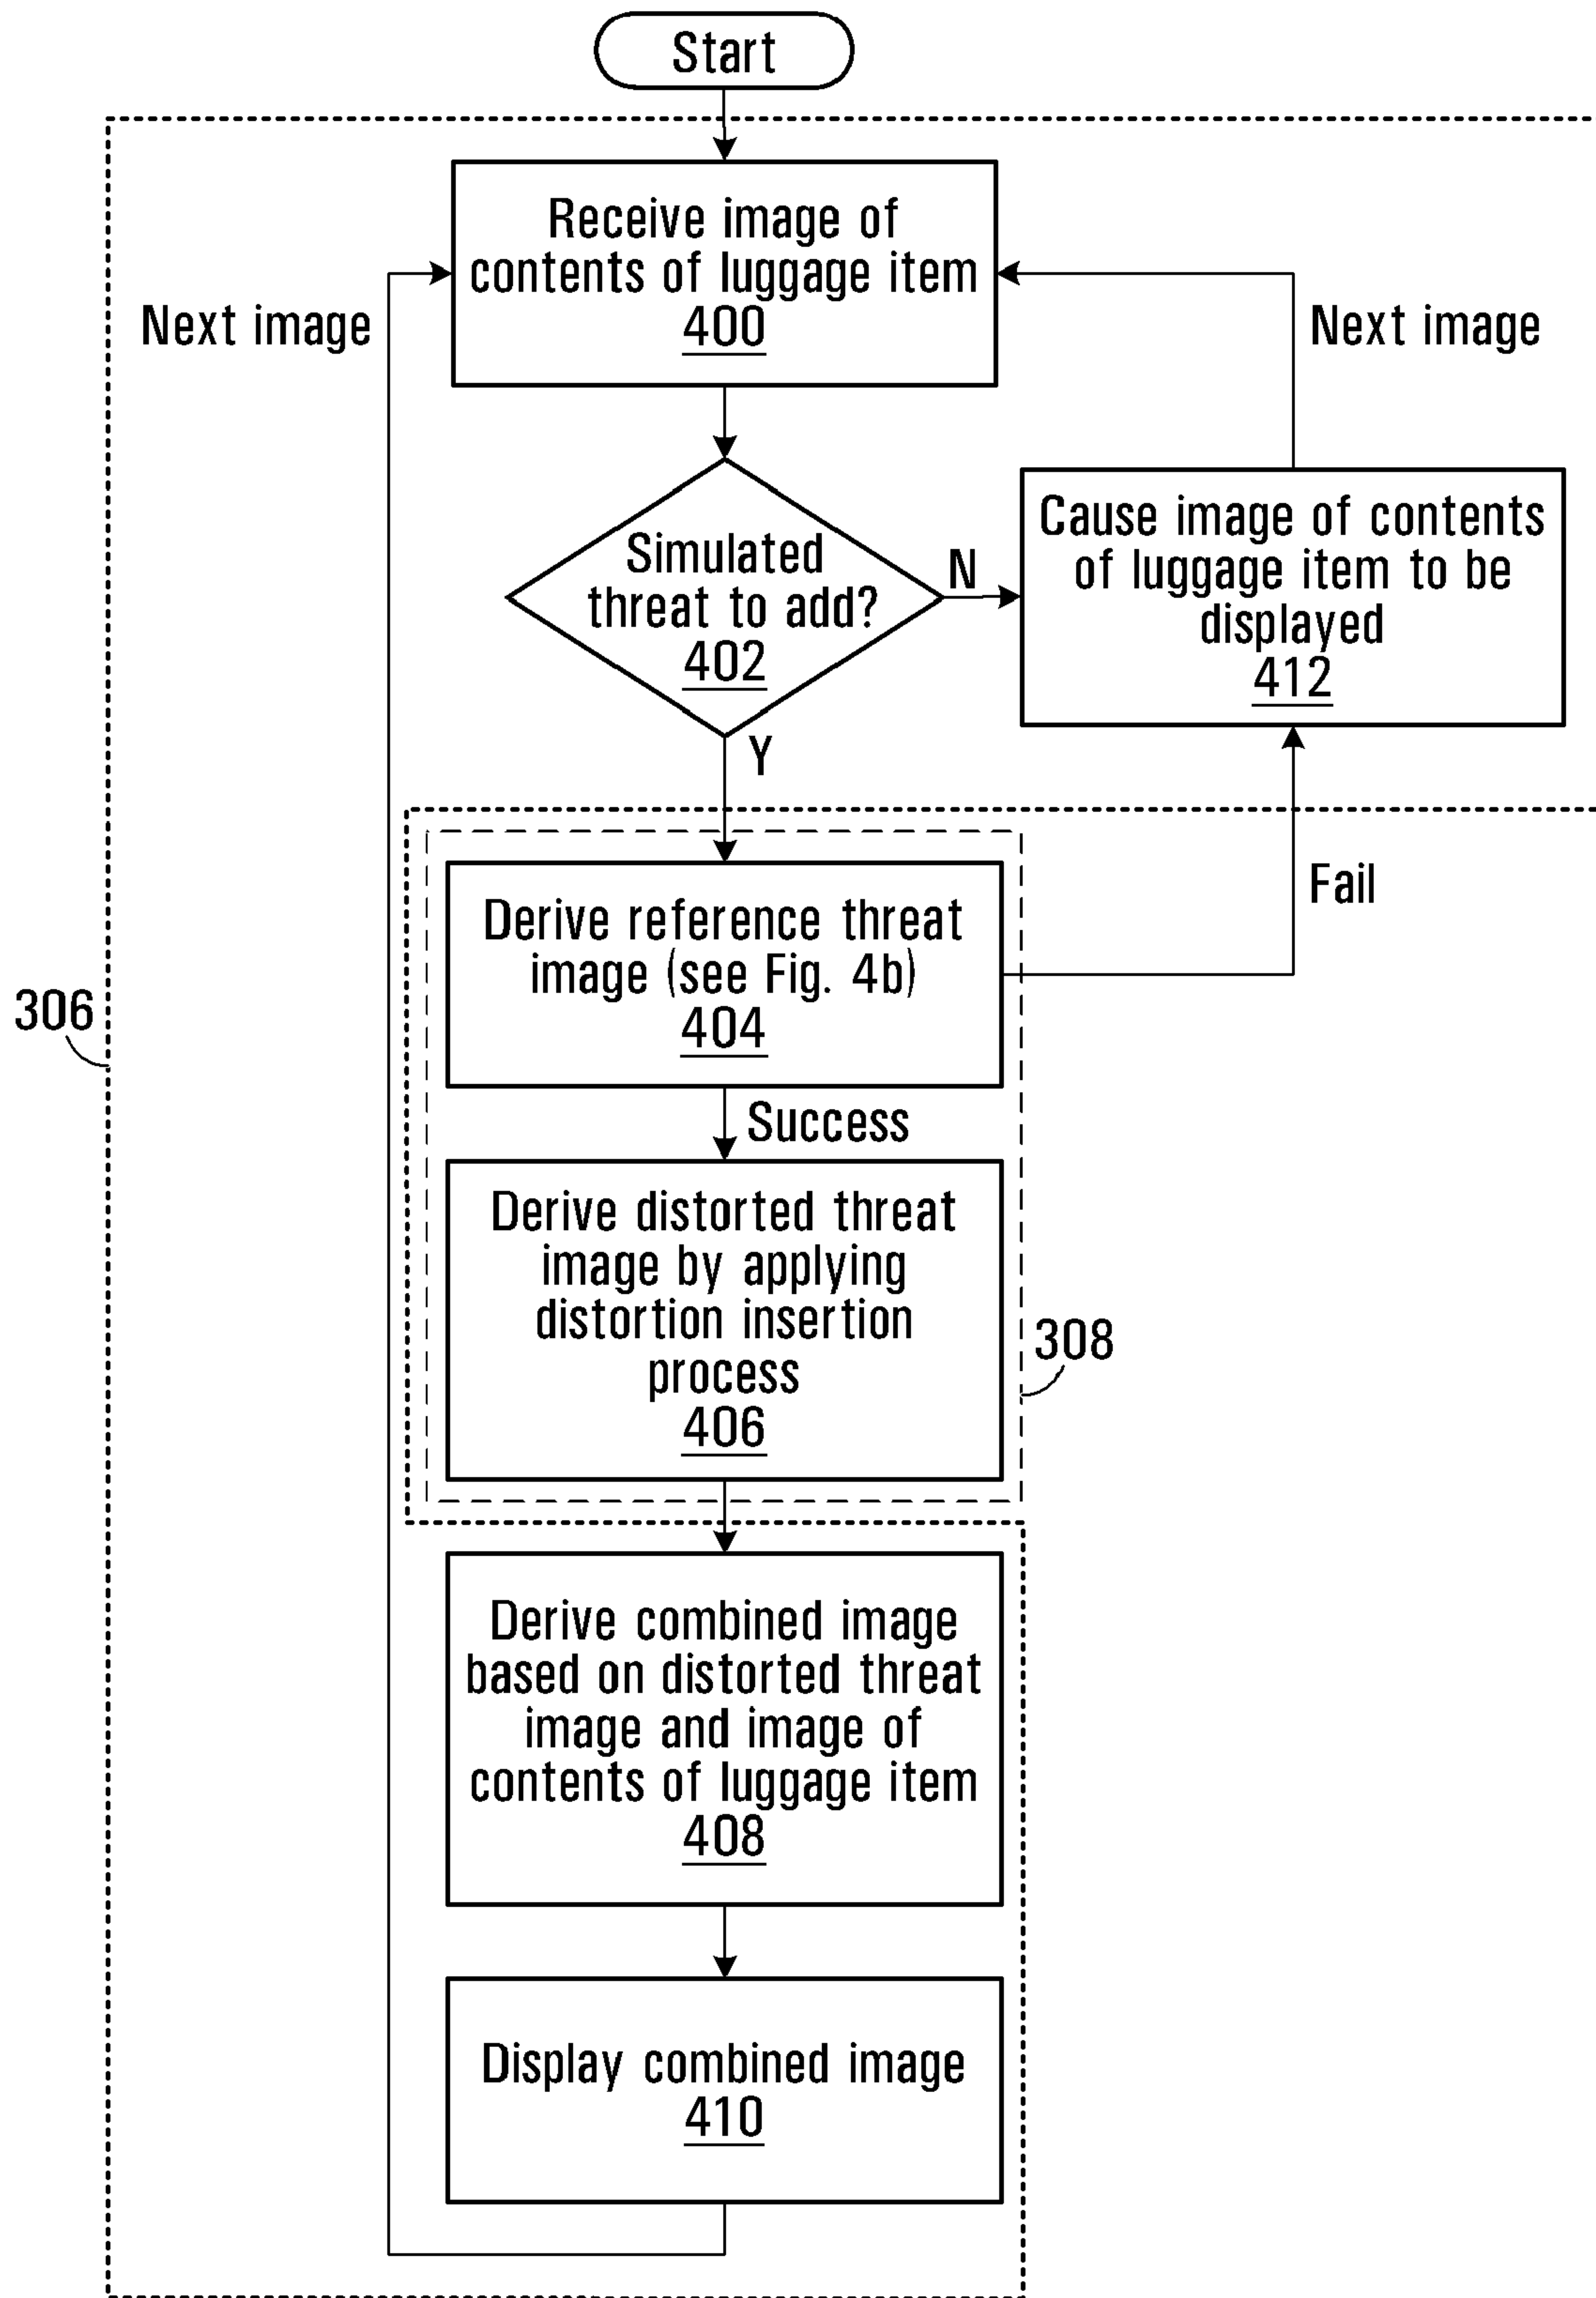 Start
Receive image of
contents of luggage item
400
Next image
Next image
Simulated
threat to add?
402
N
Y
Cause image of contents
of luggage item to be
displayed
412
Fail
Derive reference threat
image (see Fig. 4b)
404
306
Success
Derive distorted threat
image by applying
distortion insertion
process
406
308
Derive combined image
based on distorted threat
image and image of
contents of luggage item
408
Display combined image
410